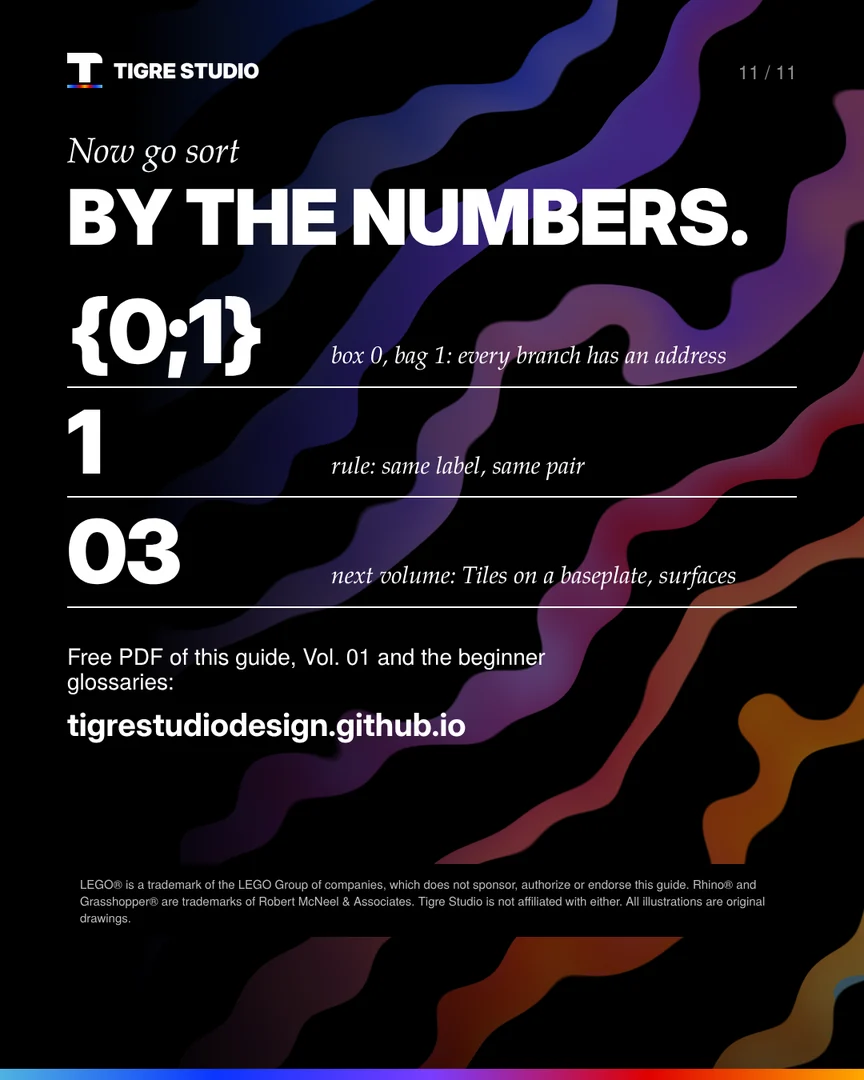 TIGRE STUDIO
11 / 11
Now go sort
BY THE NUMBERS.
{0;1}
box 0, bag 1: every branch has an address
1
rule: same label, same pair
03
next volume: Tiles on a baseplate, surfaces
Free PDF of this guide, Vol. 01 and the beginner
glossaries:
tigrestudiodesign.github.io
LEGO® is a trademark of the LEGO Group of companies, which does not sponsor, authorize or endorse this guide. Rhino® and
Grasshopper® are trademarks of Robert McNeel & Associates. Tigre Studio is not affiliated with either. All illustrations are original
drawings.